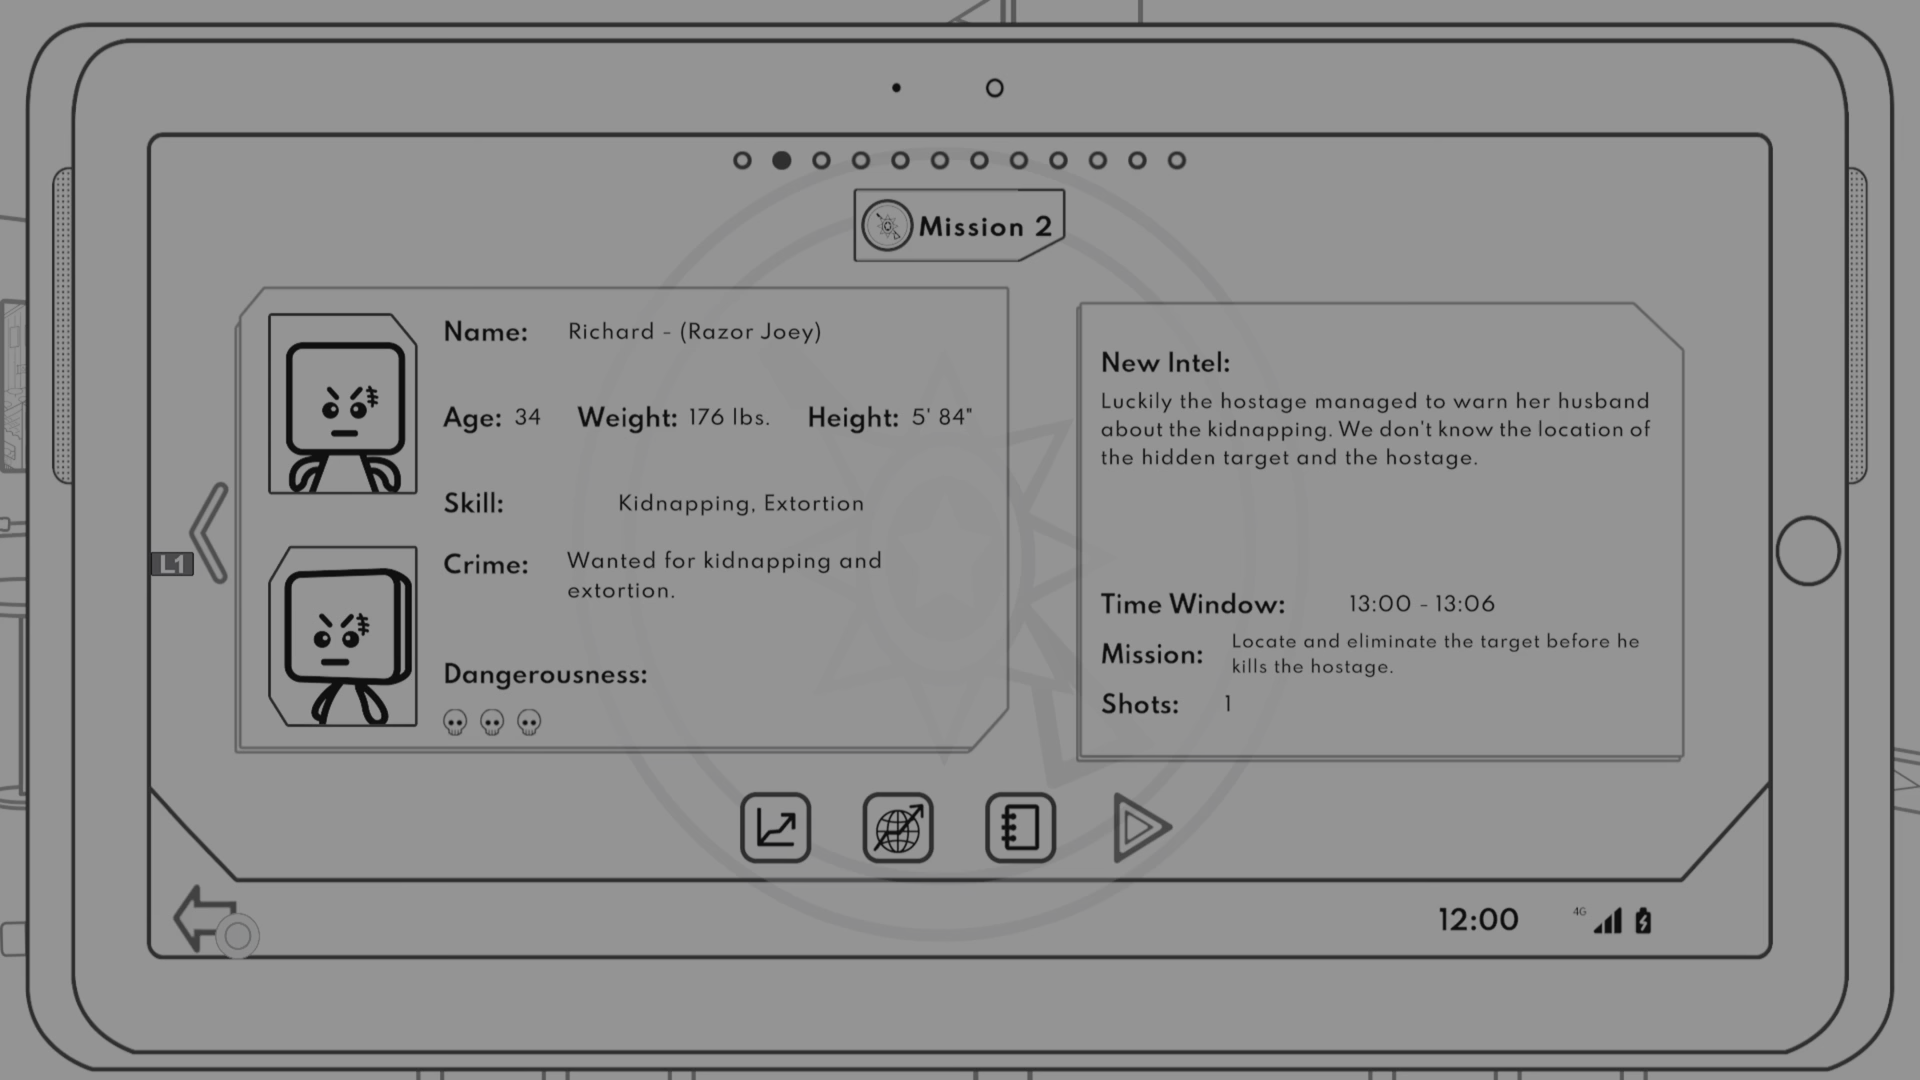 Mission 2
Name: Richard - (Razor Joey)
Age: 34 Weight: 176 lbs. Height: 5' 84"
Skill: Kidnapping, Extortion
Crime: Wanted for kidnapping and
extortion.
Dangerousness:
New Intel:
Luckily the hostage managed to warn her husband
about the kidnapping. We don't know the location of
the hidden target and the hostage.
Time Window: 13:00 - 13:06
Mission: Locate and eliminate the target before he
kills the hostage.
Shots: 1
L1
12:00 4G